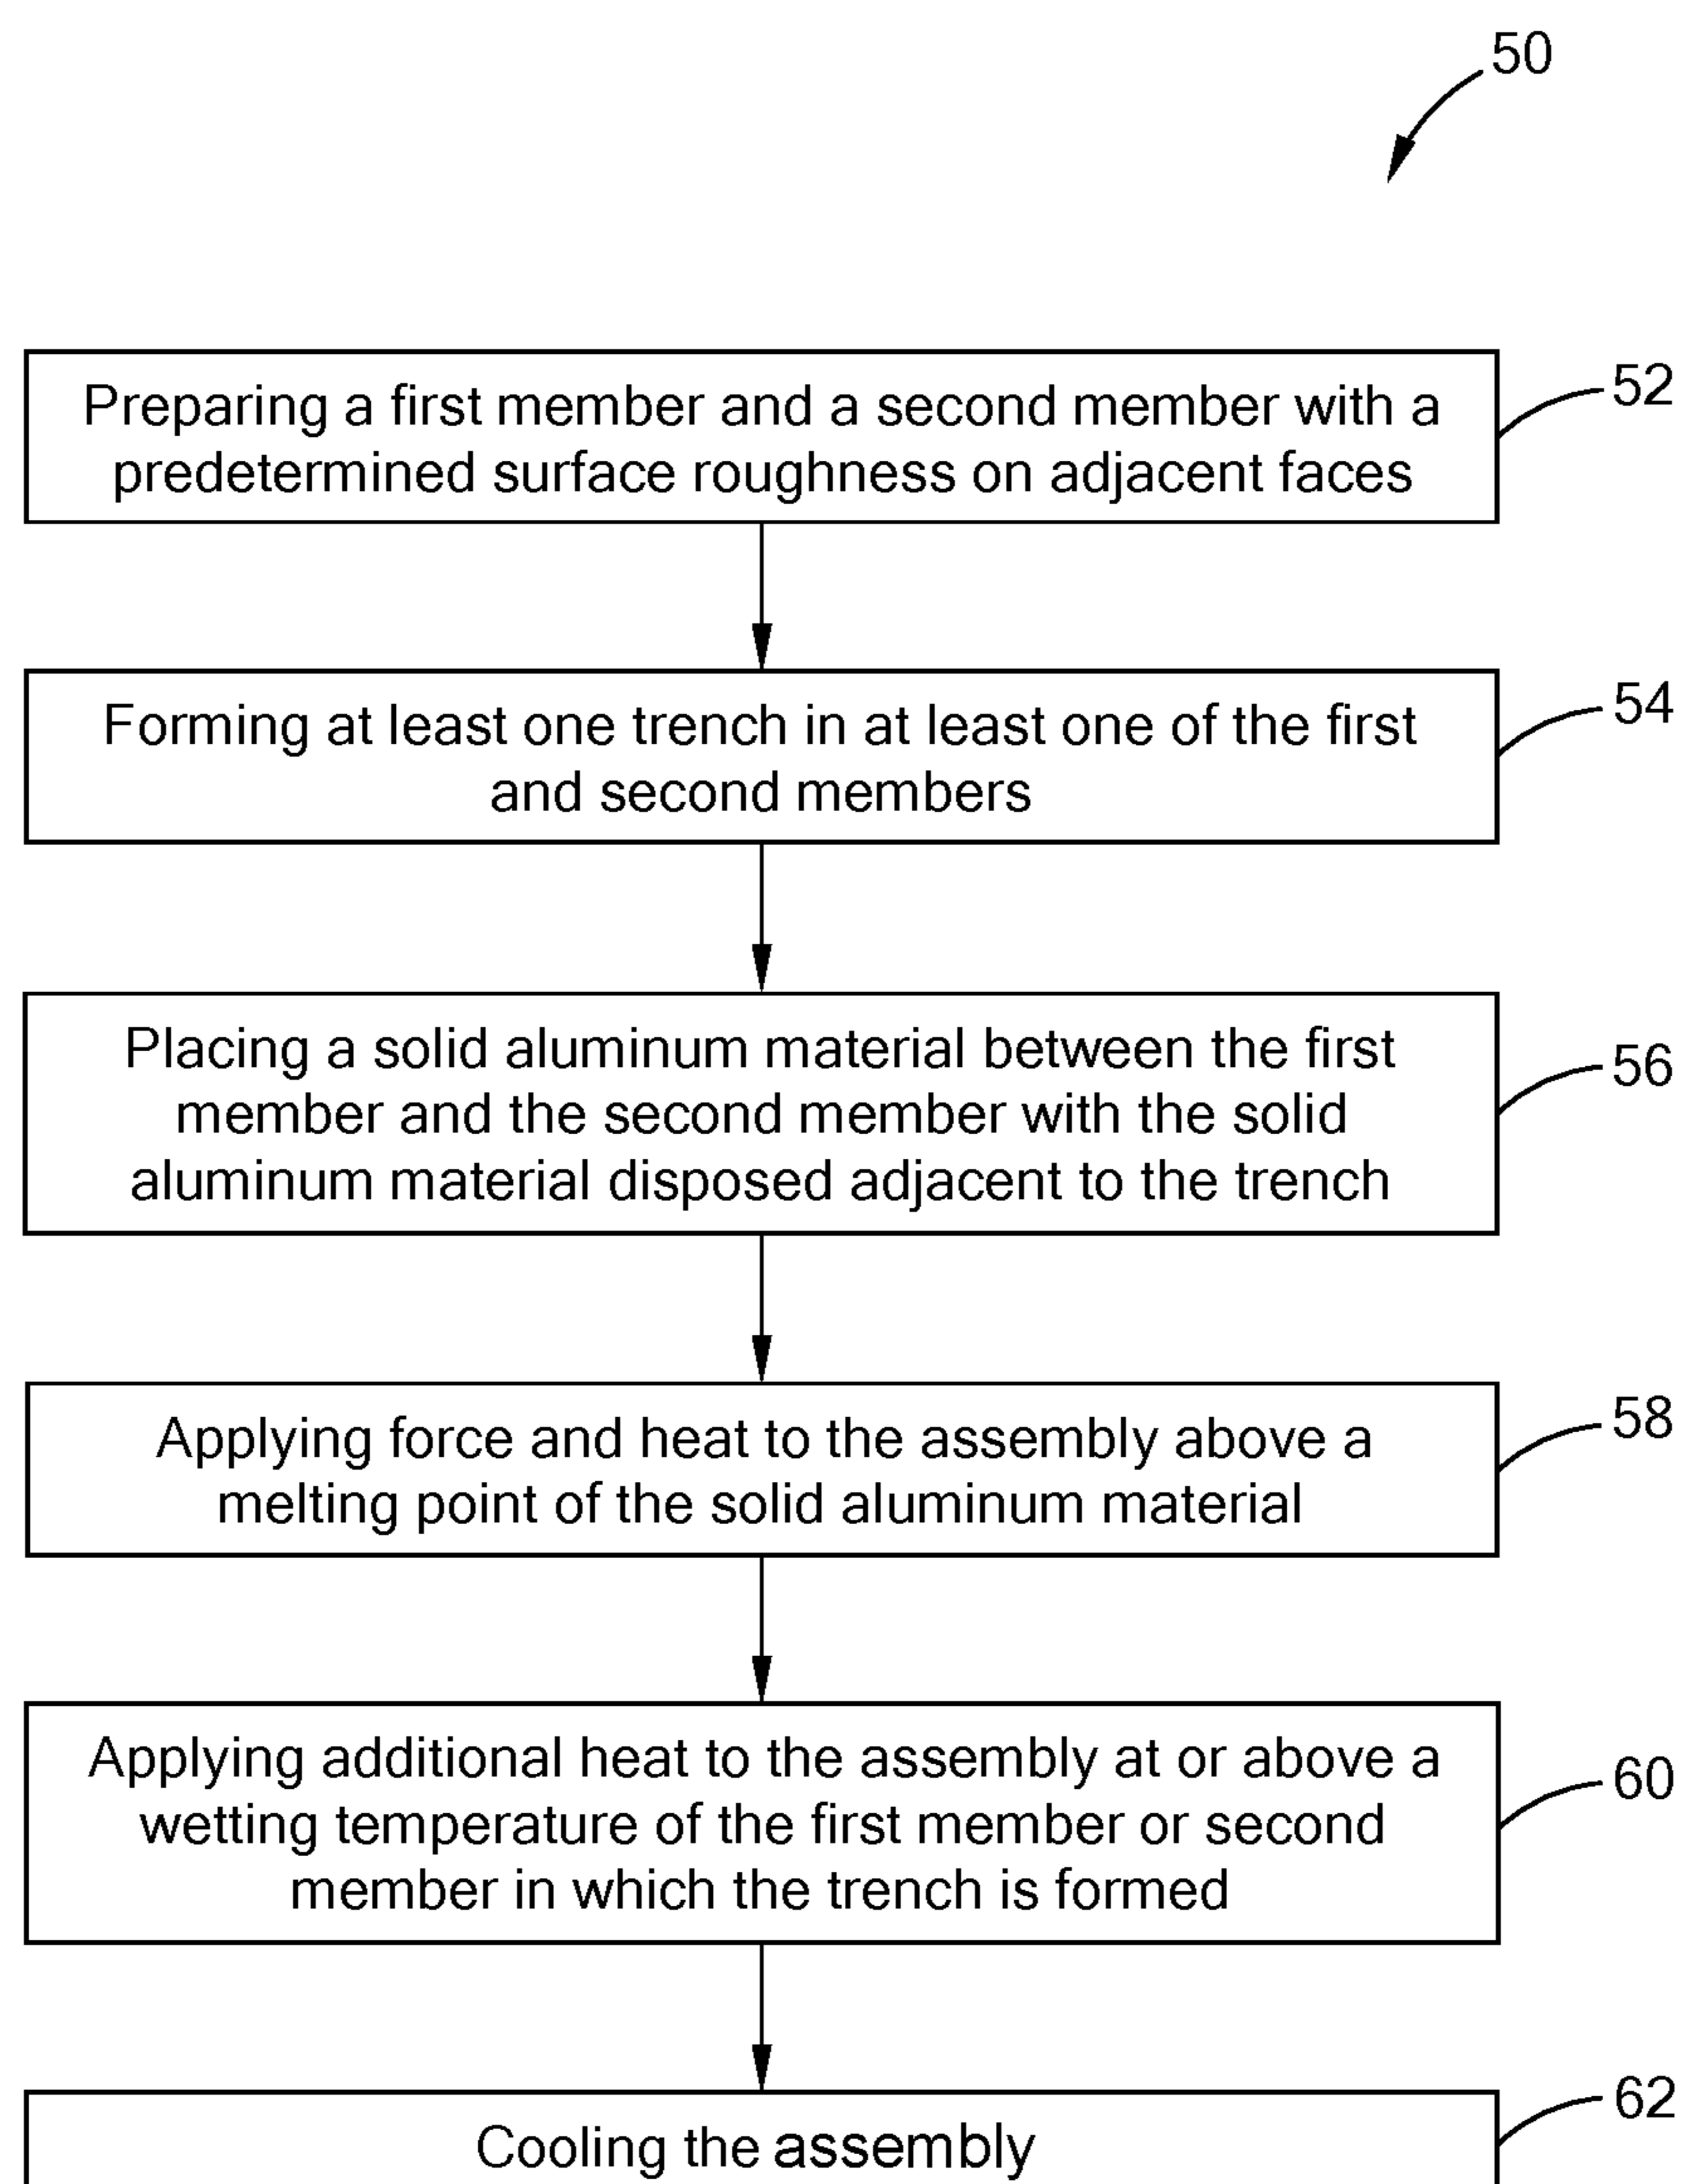 50
Preparing a first member and a second member with a
predetermined surface roughness on adjacent faces
52
Forming at least one trench in at least one of the first
and second members
54
Placing a solid aluminum material between the first
member and the second member with the solid
aluminum material disposed adjacent to the trench
56
Applying force and heat to the assembly above a
melting point of the solid aluminum material
58
Applying additional heat to the assembly at or above a
wetting temperature of the first member or second
member in which the trench is formed
60
Cooling the assembly
62